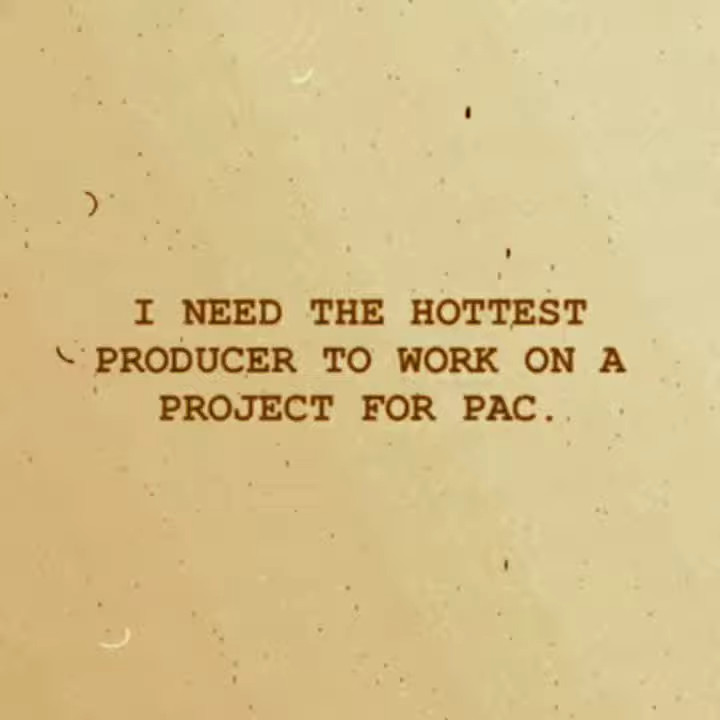 I NEED THE HOTTEST
PRODUCER TO WORK ON A
PROJECT FOR PAC.